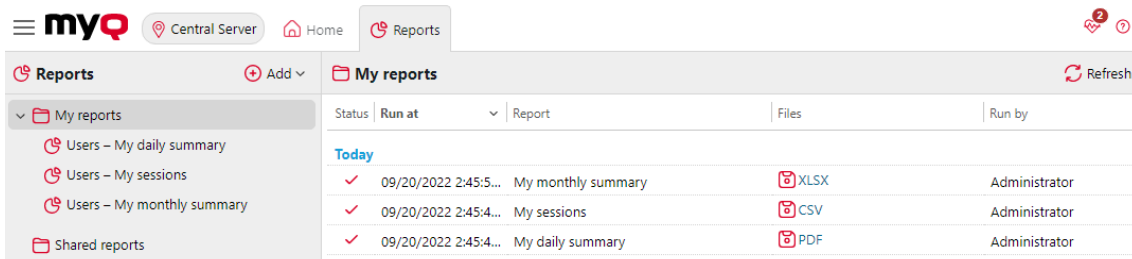 myQ Central Server Home Reports 2
Reports Add My reports Refresh
My reports
Users – My daily summary
Users – My sessions
Users – My monthly summary
Shared reports
Status Run at Report Files Run by
Today
09/20/2022 2:45:5... My monthly summary XLSX Administrator
09/20/2022 2:45:4... My sessions CSV Administrator
09/20/2022 2:45:4... My daily summary PDF Administrator